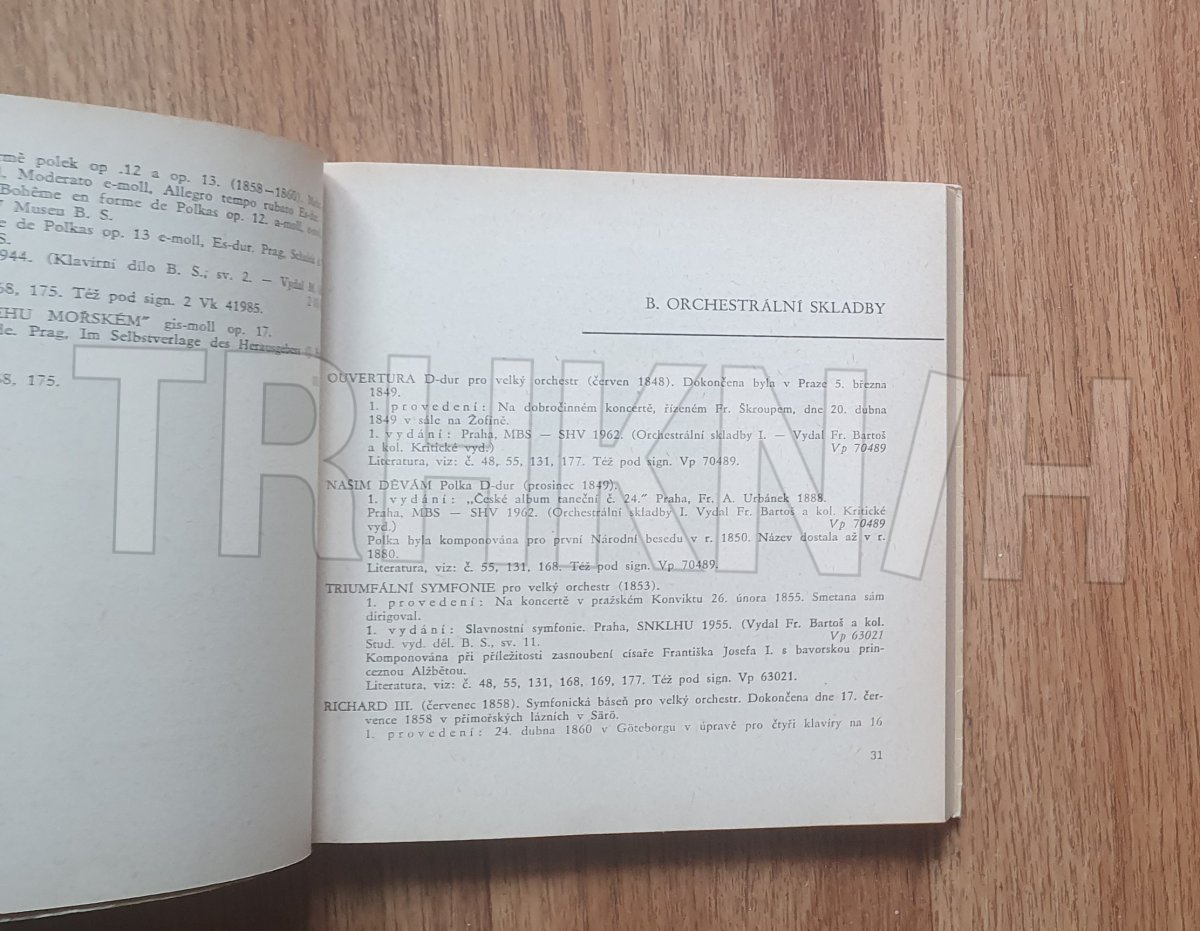 rmě polek op .12 a op. 13. (1858—1860).
Moderato e-moll, Allegro tempo rubato Es-dur
Bohême en forme de Polkas op. 12. a-moll,
Museu B. S.
e de Polkas op. 13 e-moll, Es-dur. Prag,
S.
1944. (Klavírní dílo B. S., sv. 2. — Vydal M.
68, 175. Též pod sign. 2 Vk 41985.
EHU MOŘSKÉM" gis-moll op. 17.
de. Prag, Im Selbstverlage des Herausgeben
68, 175.
B. ORCHESTRÁLNÍ SKLADBY
OUVERTURA D-dur pro velký orchestr (červen 1848). Dokončena byla v Praze 5. března
1849.
1. provedení: Na dobročinném koncertě, řízeném Fr. Škroupem, dne 20. dubna
1849 v sále na Žofíně.
1. vydání: Praha, MBS — SHV 1962. (Orchestrální skladby I. — Vydal Fr. Bartoš
a kol. Kritické vyd.) Vp 70489
Literatura, viz: č. 48, 55, 131, 177. Též pod sign. Vp 70489.
NAŠIM DĚVÁM Polka D-dur (prosinec 1849).
1. vydání: „České album taneční č. 24." Praha, Fr. A. Urbánek 1888.
Praha, MBS — SHV 1962. (Orchestrální skladby I. Vydal Fr. Bartoš a kol. Kritické
vyd.) Vp 70489
Polka byla komponována pro první Národní besedu v r. 1850. Název dostala až v r.
1880.
Literatura, viz: č. 55, 131, 168. Též pod sign. Vp 70489.
TRIUMFÁLNÍ SYMFONIE pro velký orchestr (1853).
1. provedení: Na koncertě v pražském Konviktu 26. února 1855. Smetana sám
dirigoval.
1. vydání: Slavnostní symfonie. Praha, SNKLHU 1955. (Vydal Fr. Bartoš a kol.
Stud. vyd. děl. B. S., sv. 11. Vp 63021
Komponována při příležitosti zasnoubení císaře Františka Josefa I. s bavorskou prin-
ceznou Alžbětou.
Literatura, viz: č. 48, 55, 131, 168, 169, 177. Též pod sign. Vp 63021.
RICHARD III. (červenec 1858). Symfonická báseň pro velký orchestr. Dokončena dne 17. čer-
vence 1858 v přímořských lázních v Särö.
1. provedení: 24. dubna 1860 v Göteborgu v úpravě pro čtyři klavíry na 16
31
TRHKNIH